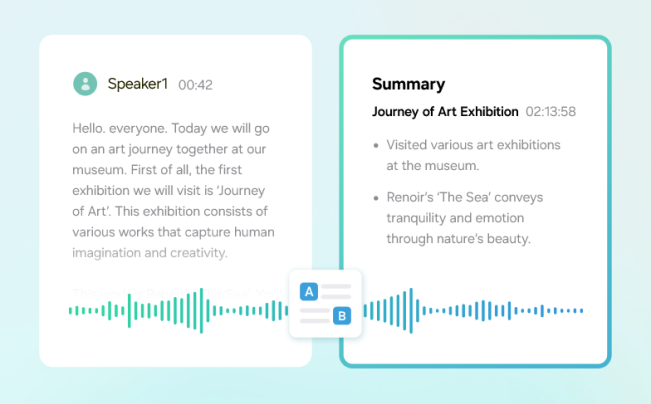 Speaker1 00:42
Hello. everyone. Today we will go
on an art journey together at our
museum. First of all, the first
exhibition we will visit is ‘Journey
of Art’. This exhibition consists of
various works that capture human
imagination and creativity.
Summary
Journey of Art Exhibition 02:13:58
• Visited various art exhibitions
at the museum.
• Renoir’s ‘The Sea’ conveys
tranquility and emotion
through nature’s beauty.
A
B